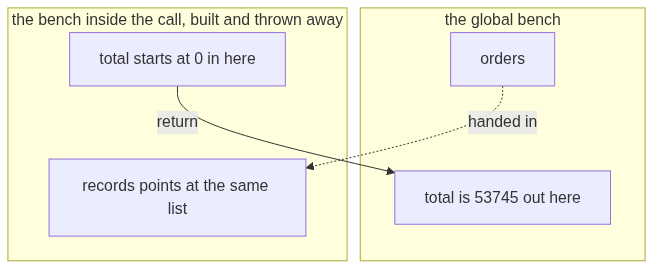 the bench inside the call, built and thrown away
total starts at 0 in here
return
records points at the same
list
the global bench
orders
handed in
total is 53745 out here